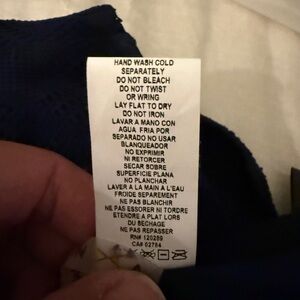 HAND WASH COLD
SEPARATELY
DO NOT BLEACH
DO NOT TWIST
OR WRING
LAY FLAT TO DRY
DO NOT IRON
LAVAR A MANO CON
AGUA FRIA POR
SEPARADO NO USAR
BLANQUEADOR
NO EXPRIMIR
NI RETORCER
SECAR SOBRE
SUPERFICIE PLANA
NO PLANCHAR
LAVER A LA MAIN A L'EAU
FROIDE SEPAREMENT
NE PAS BLANCHIR
NE PAS ESSORER NI TORDRE
ETENDRE A PLAT LORS
DU SECHAGE
NE PAS REPASSER
RN# 120289
CA# 02784